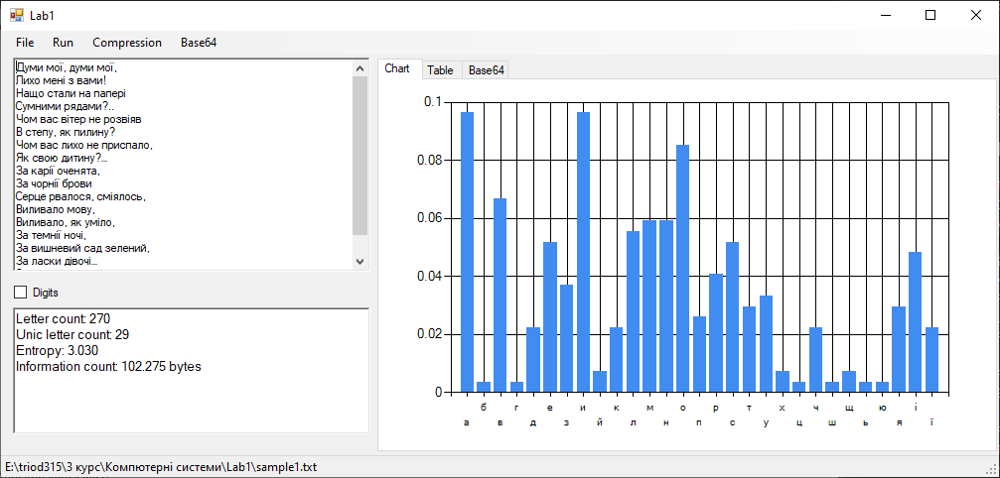 Lab1
File Run Compression Base64
Думи мої, думи мої,
Лихо мені з вами!
Нащо стали на папері
Сумними рядами?..
Чом вас вітер не розвіяв
В степу, як пилину?
Чом вас лихо не приспало,
Як свою дитину?...
За карії оченята,
За чорнії брови
Серце рвалося, сміялось,
Виливало мову,
Виливало, як уміло,
За темнії ночі,
За вишневий сад зелений,
За ласки дівочі...
Digits
Letter count: 270
Unic letter count: 29
Entropy: 3.030
Information count: 102.275 bytes
Chart Table Base64
0.1
0.08
0.06
0.04
0.02
0
б г е и к м о р т х ч щ ю і
а в д з й л н п с у ц ш ь я ї
E:\triod315\3 курс\Компютерні системи\Lab1\sample1.txt